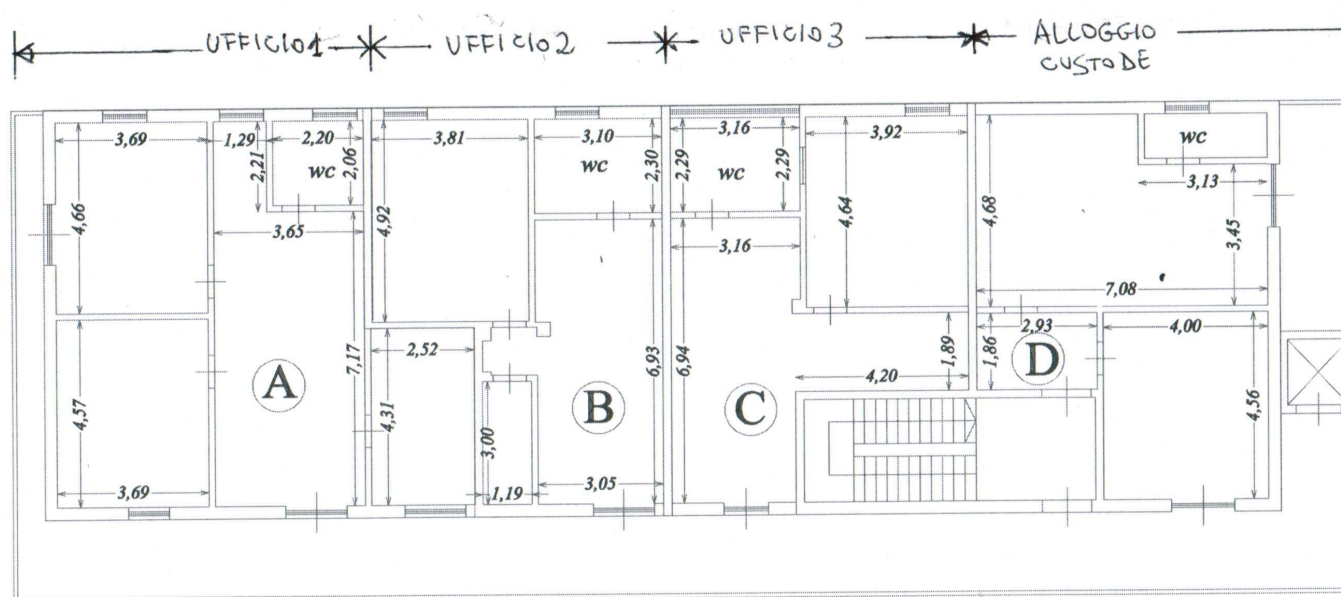 UFFICIO1 UFFICIO2 UFFICIO3 ALLOGGIO
CUSTODE
3,69 1,29 2,20 3,81 3,10 3,16 3,92 wc
2,21 wc 2,06 wc 2,30 2,29 wc 2,29 3,13
4,66 4,92 4,64 4,68 3,45
3,65 3,16 7,08
2,52 1,89 2,93 4,00
7,17 6,93 6,94 1,86
A B C D
4,57 4,31 3,00 4,20 4,56
3,69 1,19 3,05